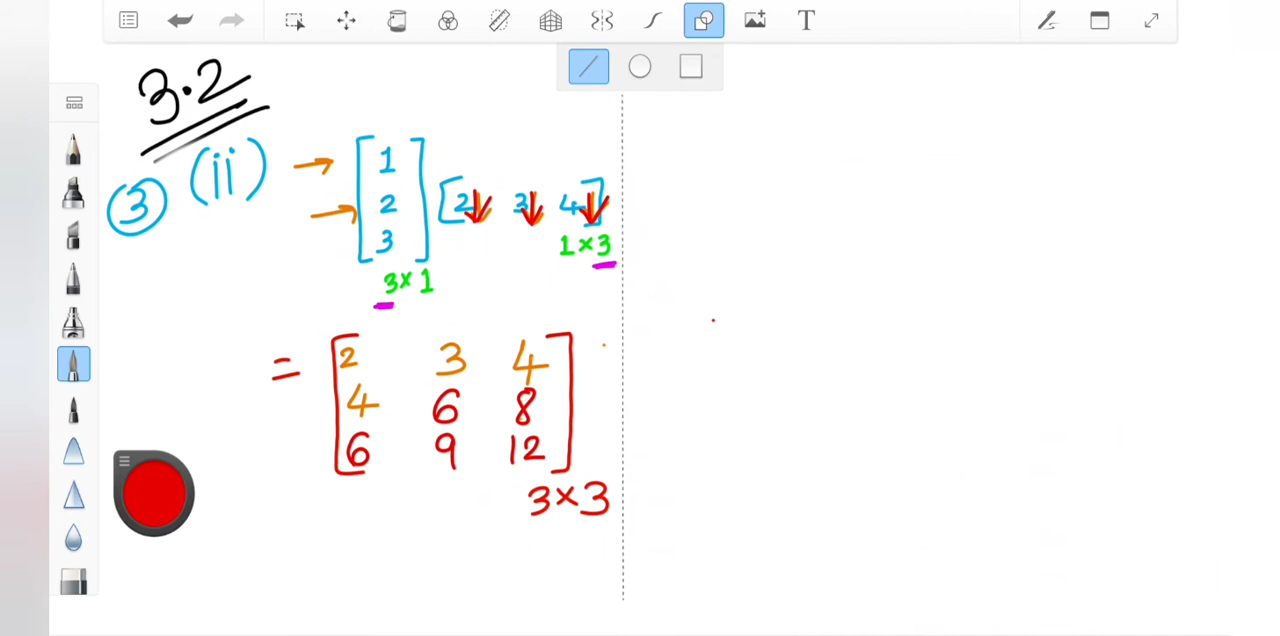 3.2
③ (ii) [1 2 3] [2 3 4]
1 × 3
3 × 1
= [2 3 4
4 6 8
6 9 12]
3 × 3
T